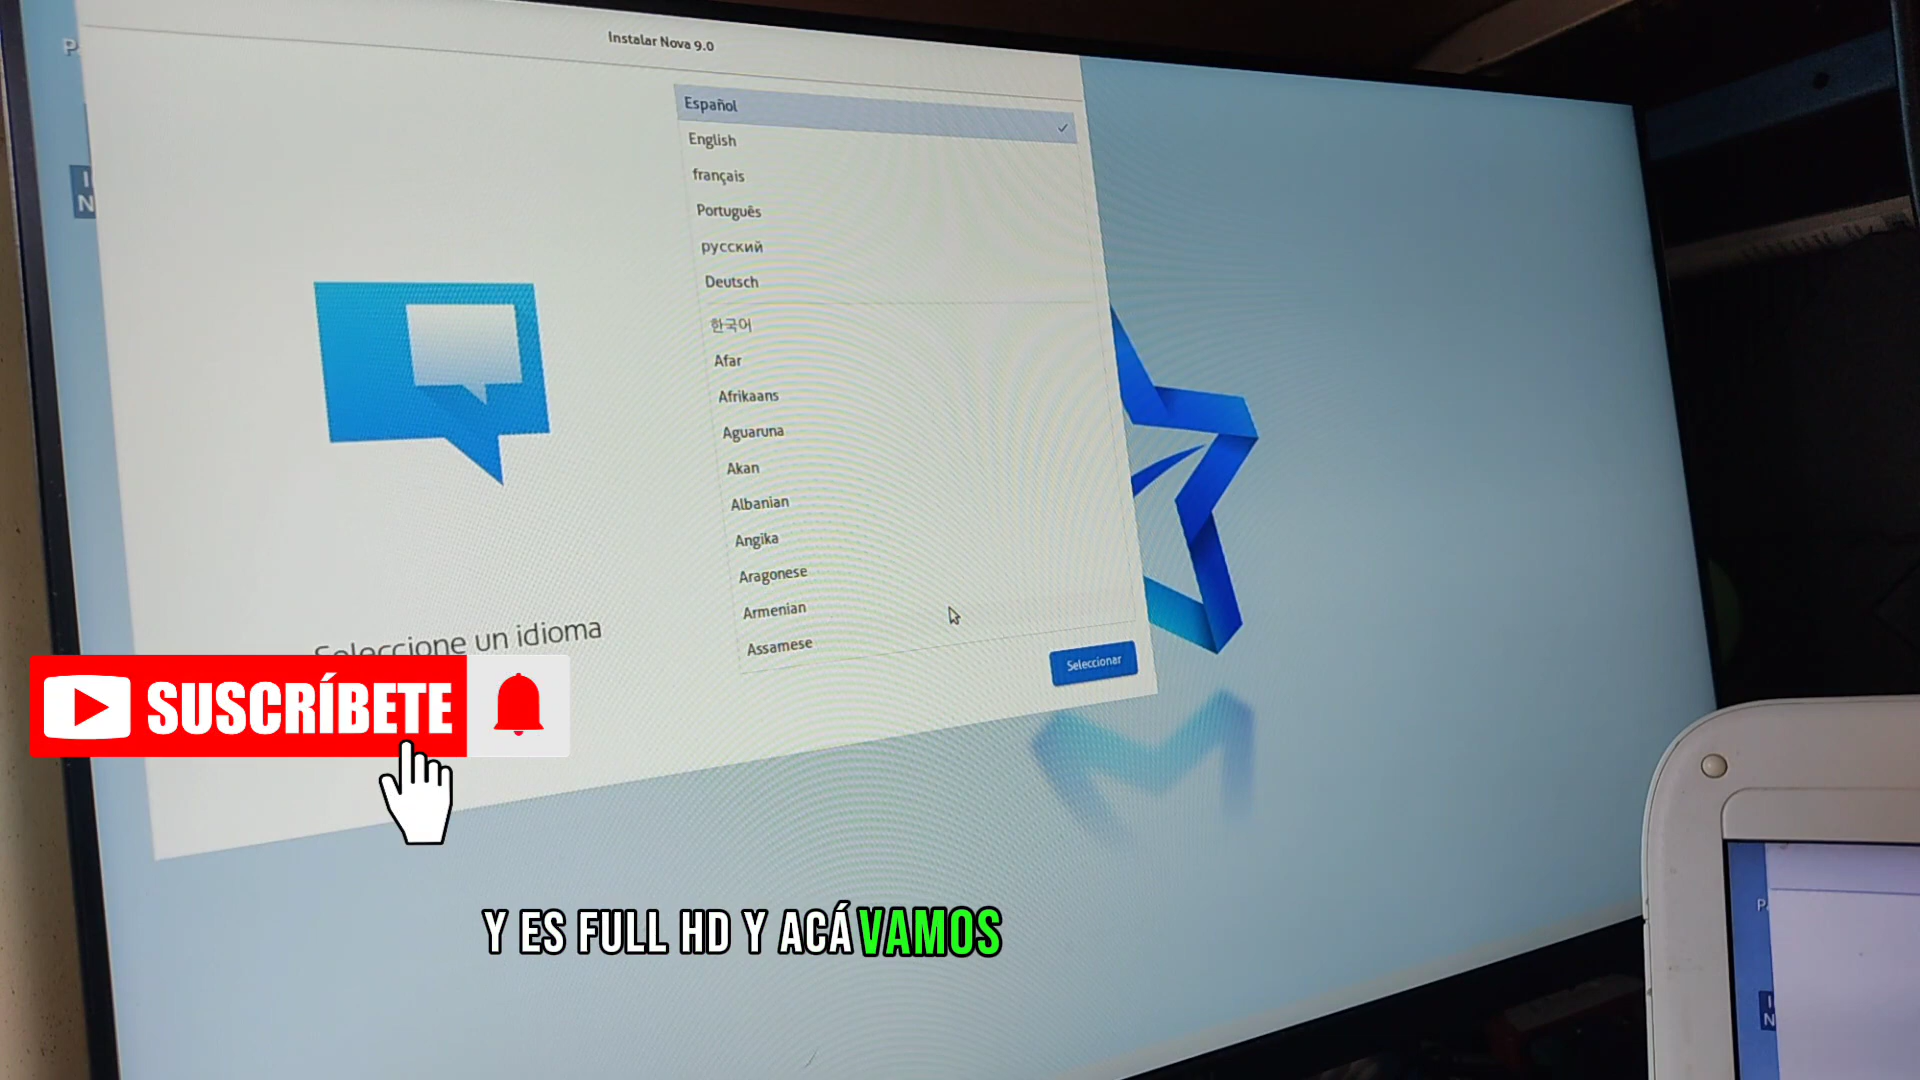 Instalar Nova 9.0
Español
English
français
Português
русский
Deutsch
한국어
Afar
Afrikaans
Aguaruna
Akan
Albanian
Angika
Aragonese
Armenian
Assamese
Seleccione un idioma
Seleccionar
SUSCRÍBETE
Y ES FULL HD Y ACÁ VAMOS